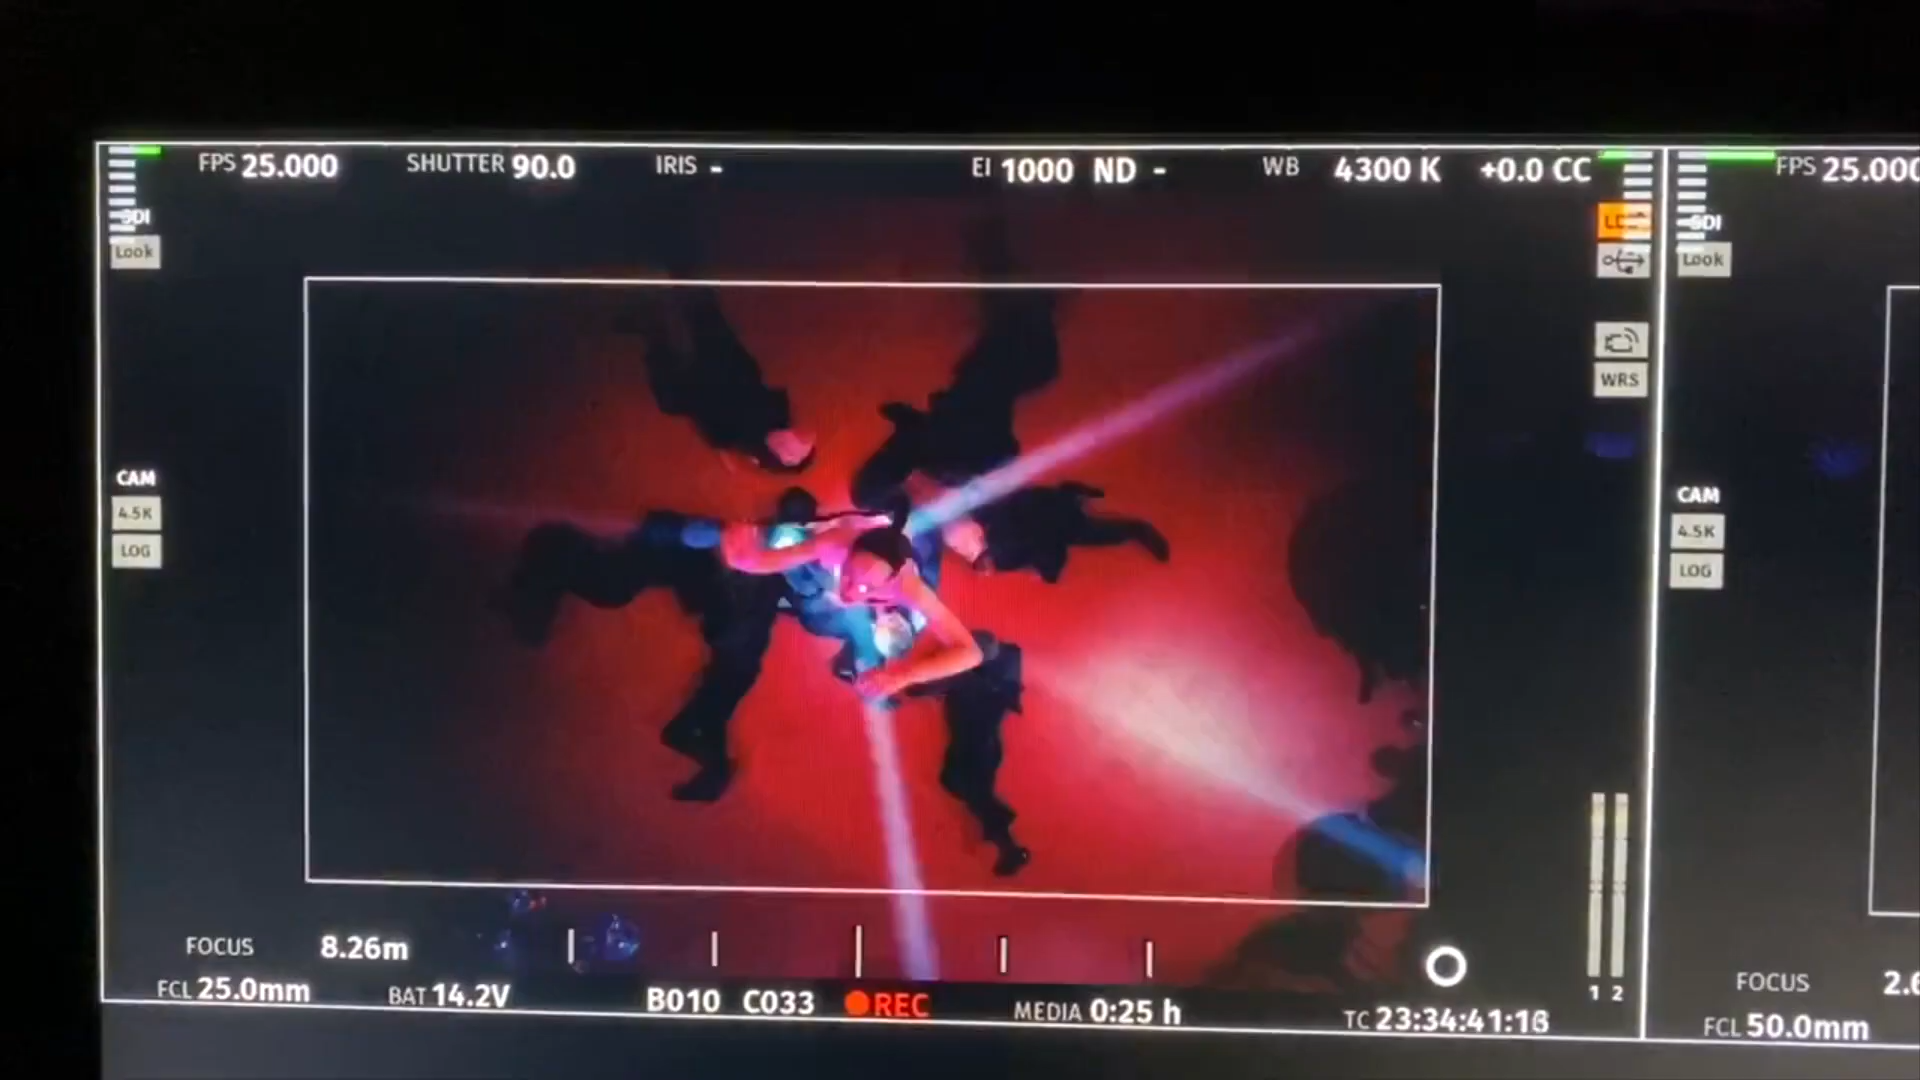 FPS 25.000 SHUTTER 90.0 IRIS - EI 1000 ND - WB 4300 K +0.0 CC
SDI
Look
CAM
4.5K
LOG
WRS
FOCUS 8.26m
FCL 25.0mm BAT 14.2V B010 C033 REC MEDIA 0:25 h TC 23:34:41:16
1 2
FPS 25.000
SDI
Look
CAM
4.5K
LOG
FOCUS 2.6
FCL 50.0mm